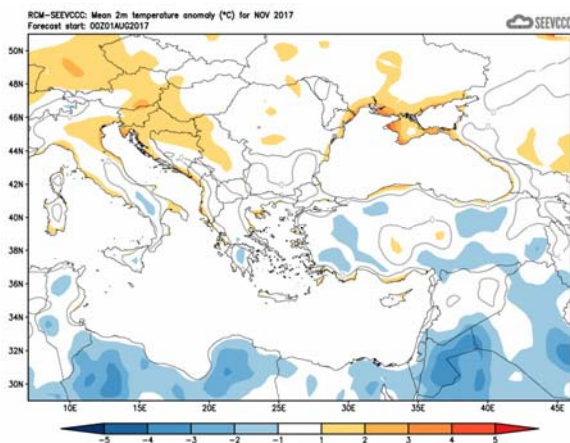 RCM-SEEVCCC: Mean 2m temperature anomaly (°C) for NOV 2017
Forecast start: 00Z01AUG2017
SEEVCCC
50N
48N
46N
44N
42N
40N
38N
36N
34N
32N
30N
10E 15E 20E 25E 30E 35E 40E 45E
-5 -4 -3 -2 -1 1 2 3 4 5